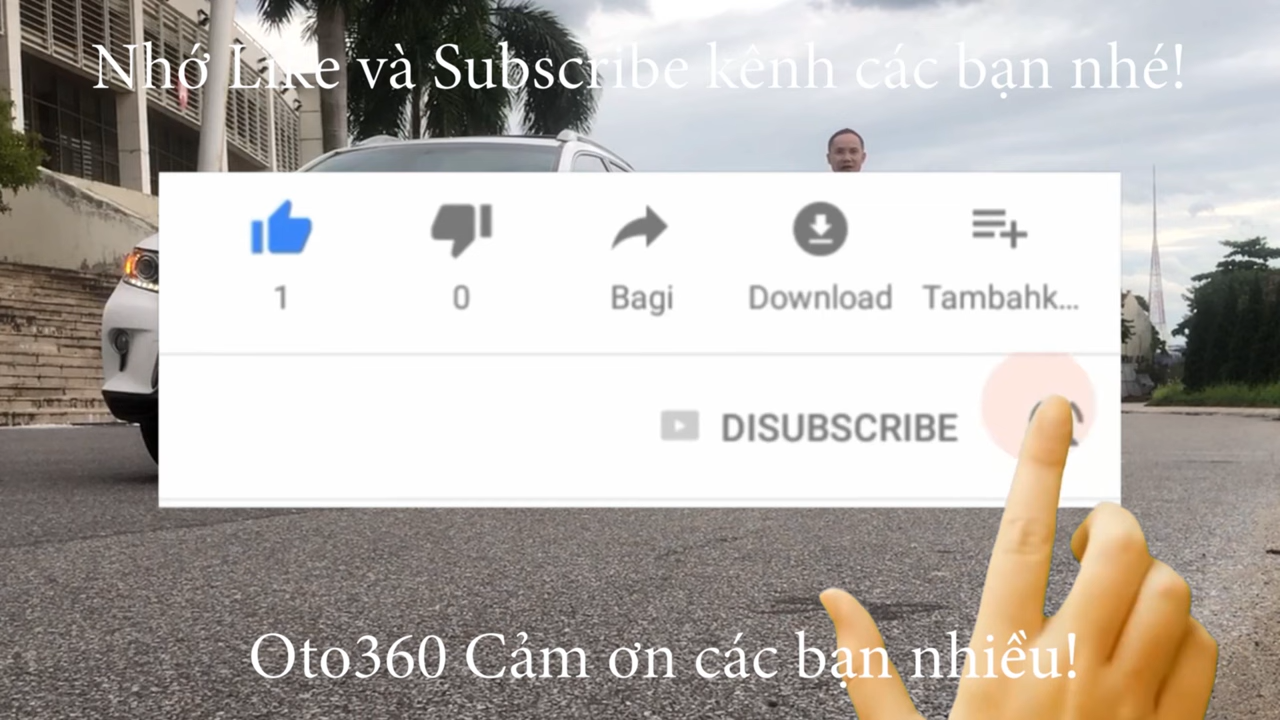 Nhớ Like và Subscribe kênh các bạn nhé!
1 0 Bagi Download Tambahk...
DISUBSCRIBE
Oto360 Cảm ơn các bạn nhiều!